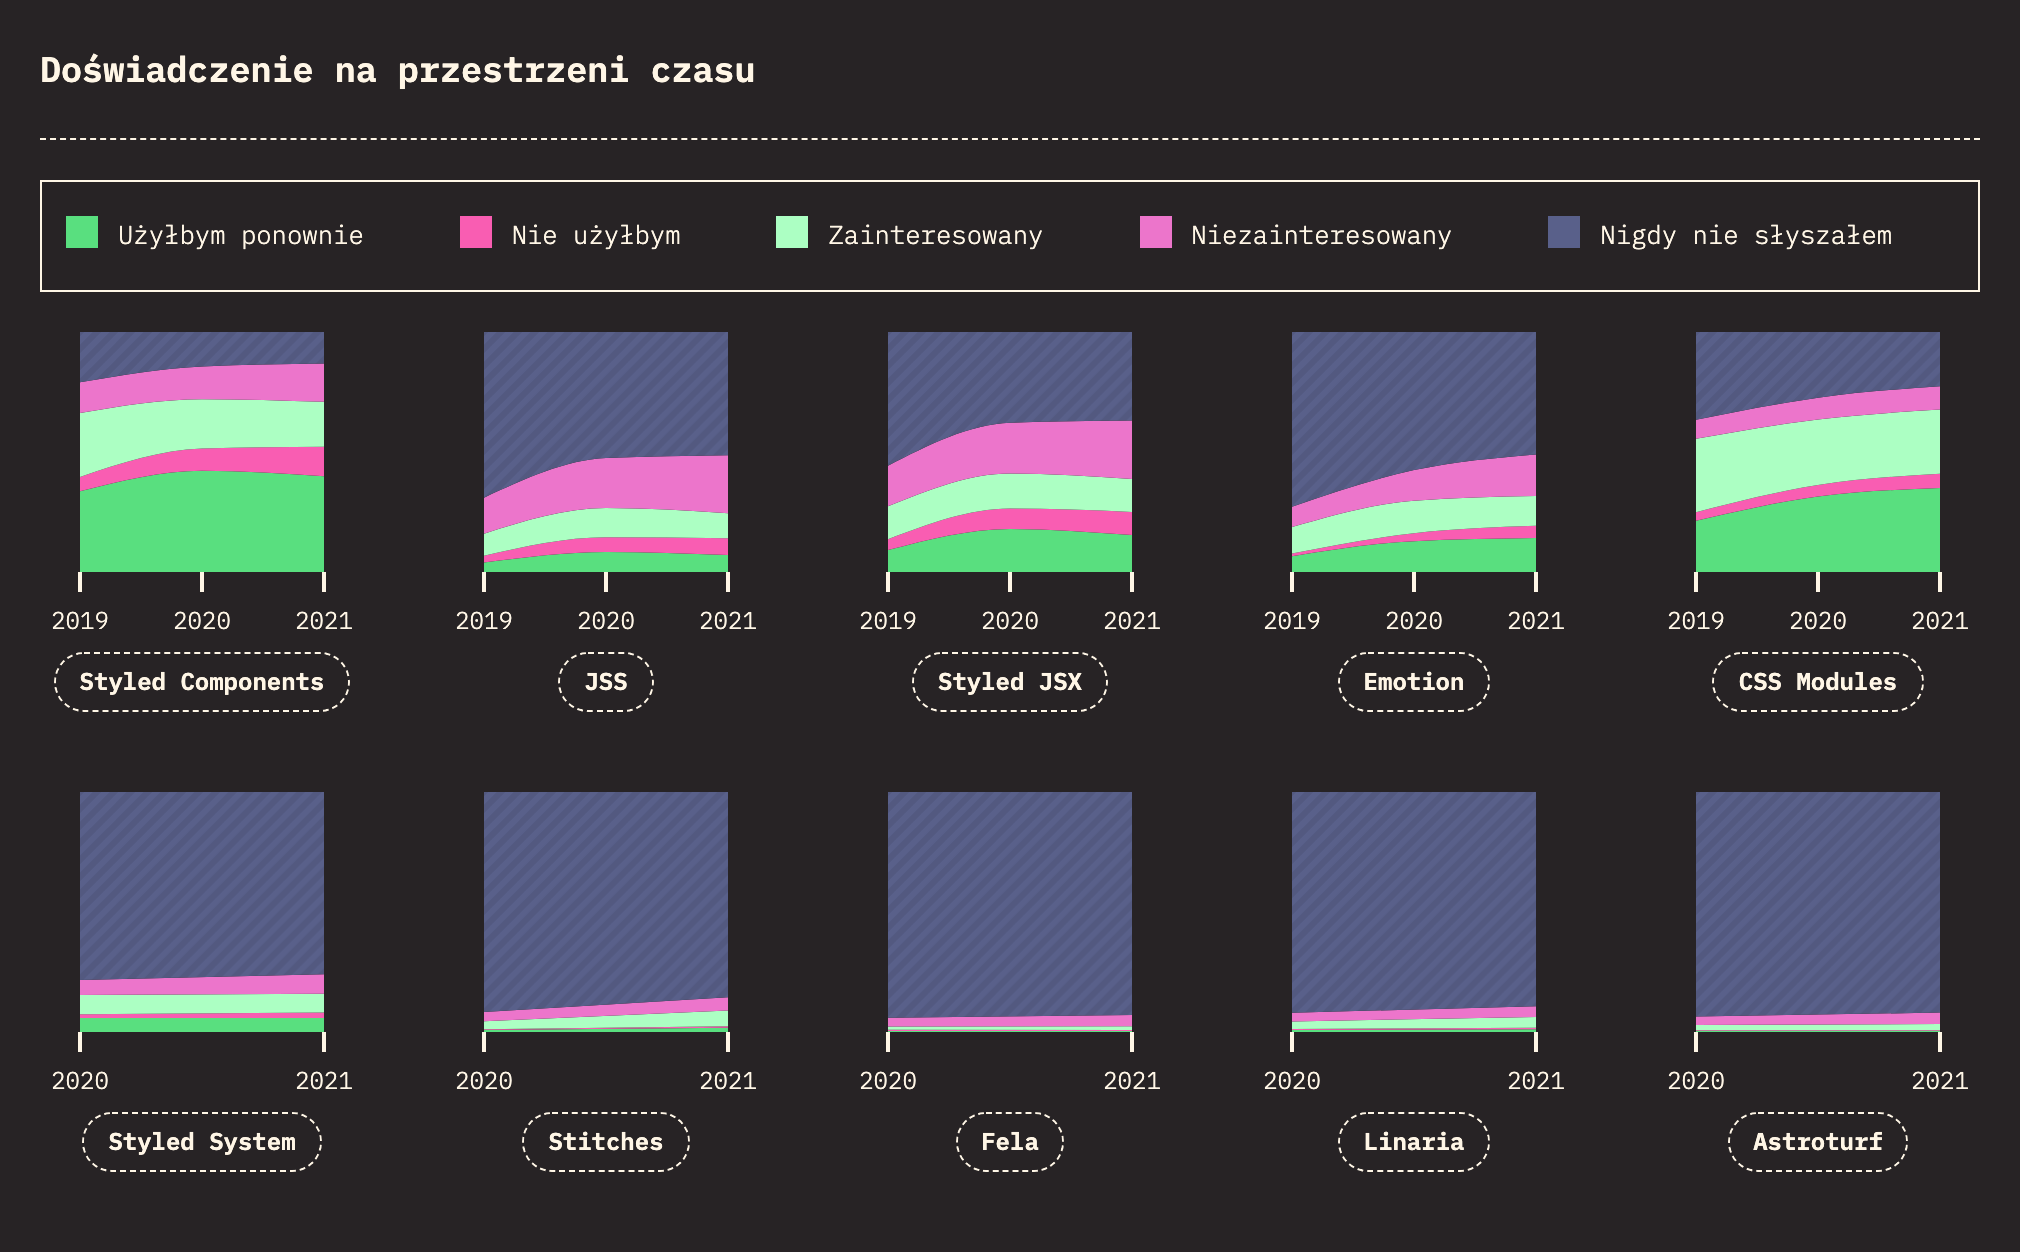 Doświadczenie na przestrzeni czasu
Użyłbym ponownie Nie użyłbym Zainteresowany Niezainteresowany Nigdy nie słyszałem
2019 2020 2021 2019 2020 2021 2019 2020 2021 2019 2020 2021 2019 2020 2021
Styled Components JSS Styled JSX Emotion CSS Modules
2020 2021 2020 2021 2020 2021 2020 2021 2020 2021
Styled System Stitches Fela Linaria Astroturf